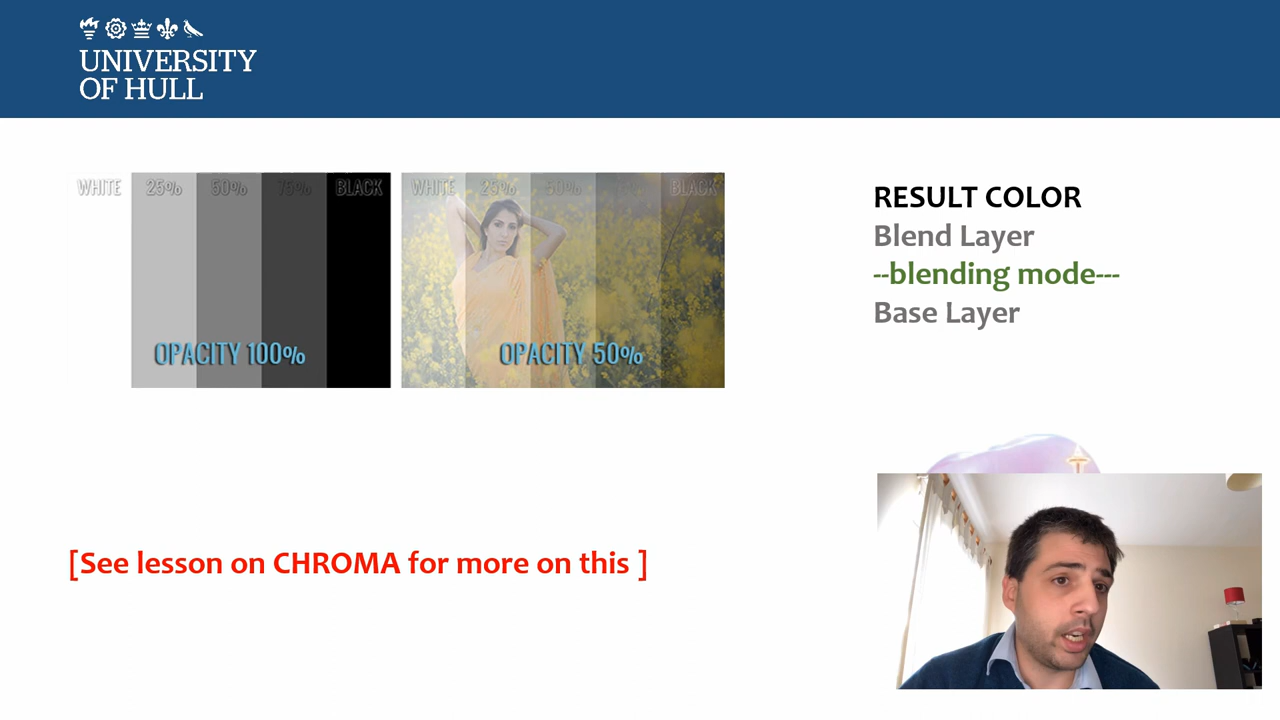 UNIVERSITY
OF HULL
WHITE 25% 50% 75% BLACK
OPACITY 100%
WHITE 25% 50% BLACK
OPACITY 50%
RESULT COLOR
Blend Layer
--blending mode---
Base Layer
[See lesson on CHROMA for more on this ]